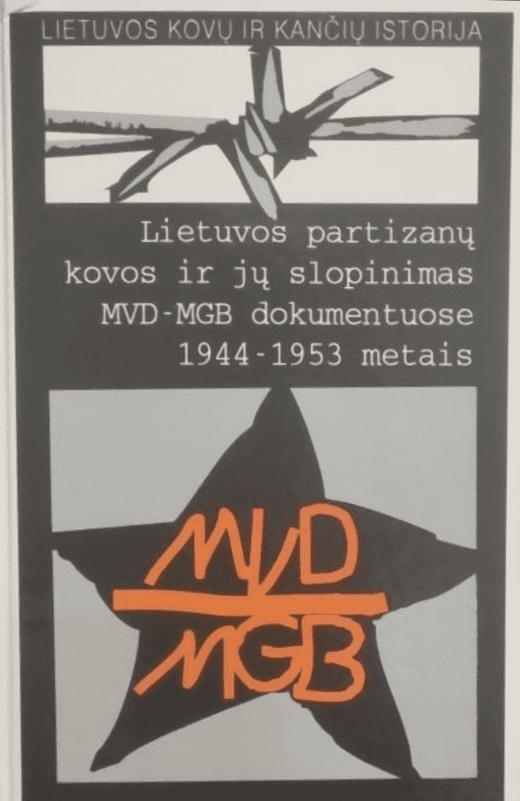 LIETUVOS KOVŲ IR KANČIŲ ISTORIJA
Lietuvos partizanų
kovos ir jų slopinimas
MVD-MGB dokumentuose
1944-1953 metais
MVD
MGB